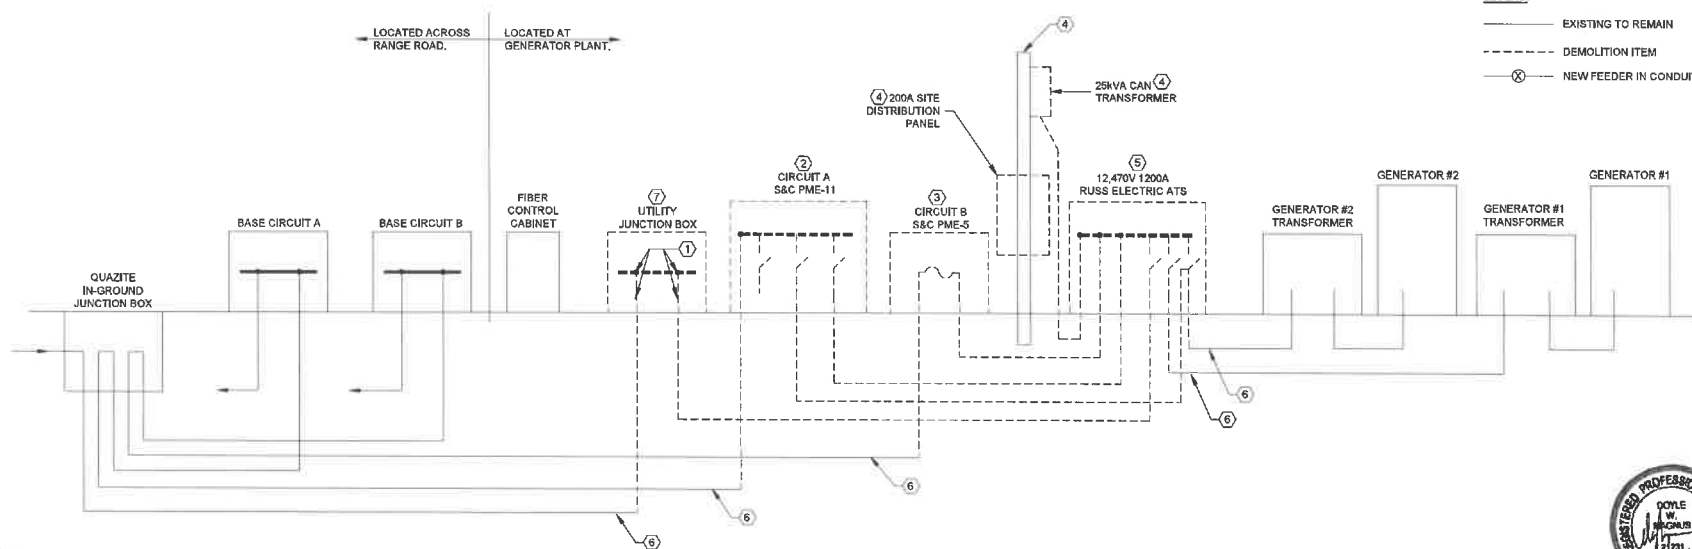 LOCATED ACROSS
RANGE ROAD.
LOCATED AT
GENERATOR PLANT.
4
EXISTING TO REMAIN
DEMOLITION ITEM
X
NEW FEEDER IN CONDUIT
25kVA CAN 4
TRANSFORMER
4 200A SITE
DISTRIBUTION
PANEL
2
CIRCUIT A
S&C PME-11
5
12,470V 1200A
RUSS ELECTRIC ATS
GENERATOR #2
GENERATOR #1
BASE CIRCUIT A
BASE CIRCUIT B
FIBER
CONTROL
CABINET
7
UTILITY
JUNCTION BOX
1
3
CIRCUIT B
S&C PME-5
GENERATOR #2
TRANSFORMER
GENERATOR #1
TRANSFORMER
QUAZITE
IN-GROUND
JUNCTION BOX
6
6
6
6
6
DOYLE
W.
21231